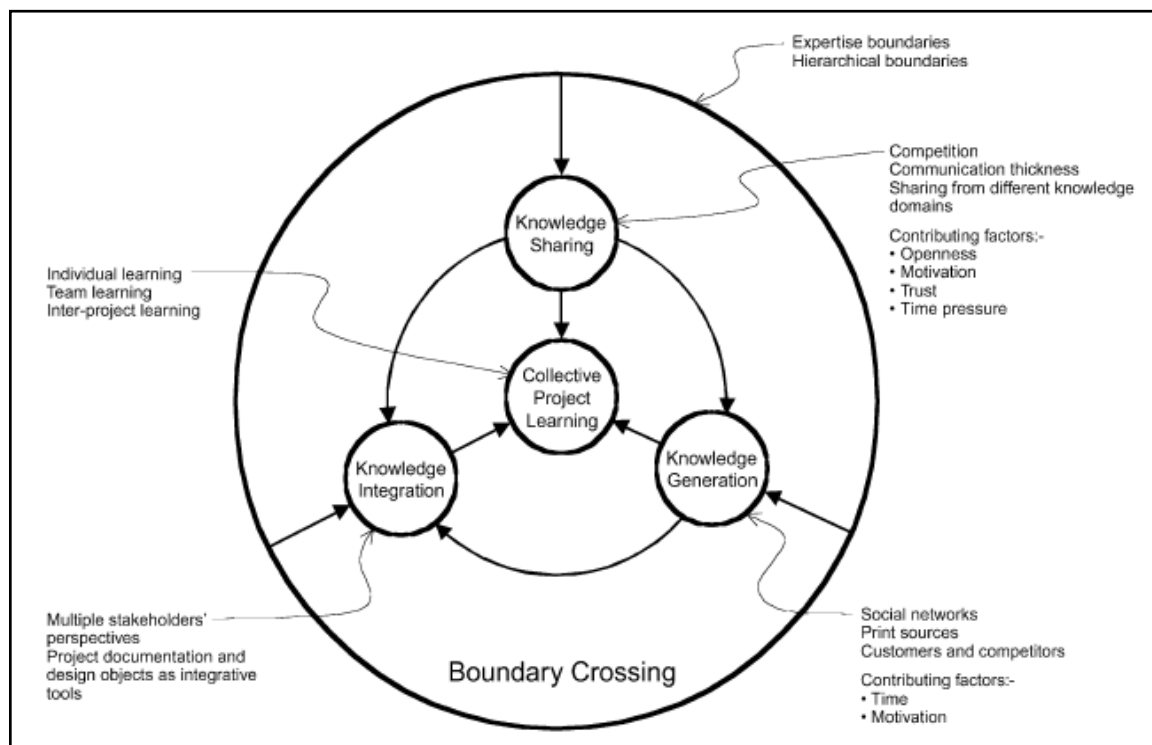 Expertise boundaries
Hierarchical boundaries
Competition
Communication thickness
Sharing from different knowledge
domains
Contributing factors:-
• Openness
• Motivation
• Trust
• Time pressure
Knowledge
Sharing
Individual learning
Team learning
Inter-project learning
Collective
Project
Learning
Knowledge
Integration
Knowledge
Generation
Multiple stakeholders'
perspectives
Project documentation and
design objects as integrative
tools
Social networks
Print sources
Customers and competitors
Contributing factors:-
• Time
• Motivation
Boundary Crossing